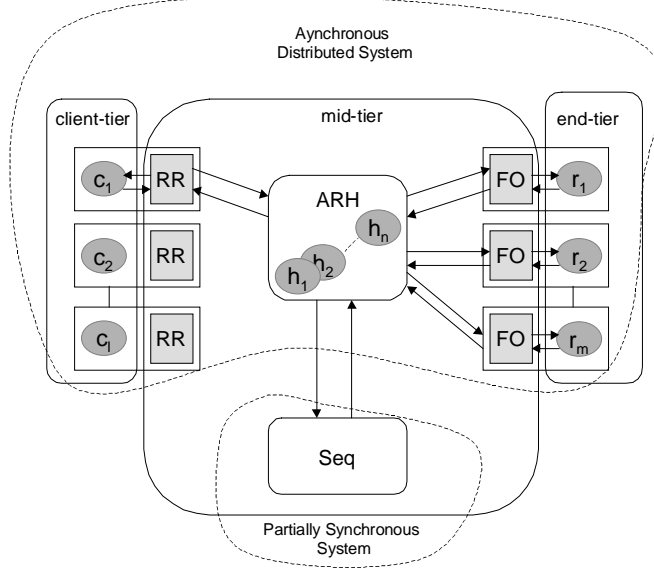 Aynchronous
Distributed System
client-tier
mid-tier
end-tier
c1 RR
ARH
FO r1
hn
c2 RR
h1 h2
FO r2
cl RR
FO rm
Seq
Partially Synchronous
System